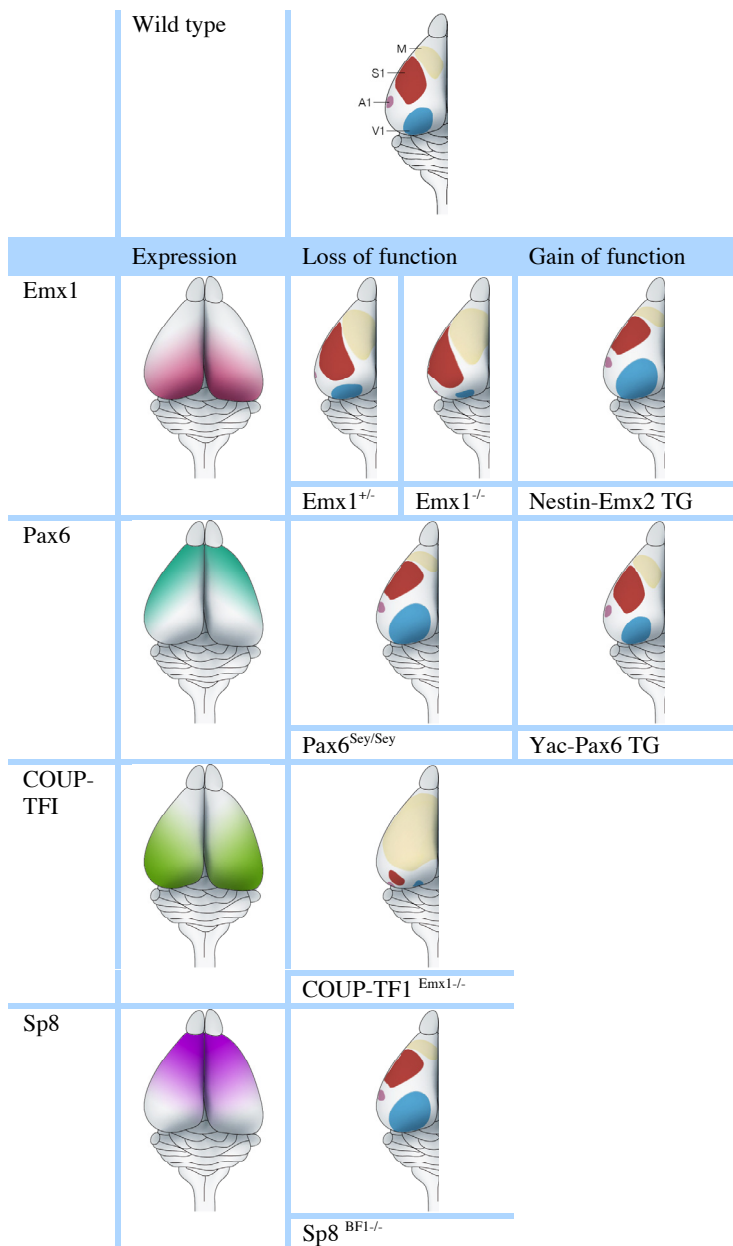 Wild type
M
S1
A1
V1
Expression Loss of function Gain of function
Emx1
Emx1+/- Emx1-/- Nestin-Emx2 TG
Pax6
Pax6Sey/Sey Yac-Pax6 TG
COUP-
TFI
COUP-TF1 Emx1-/-
Sp8
Sp8 BF1-/-